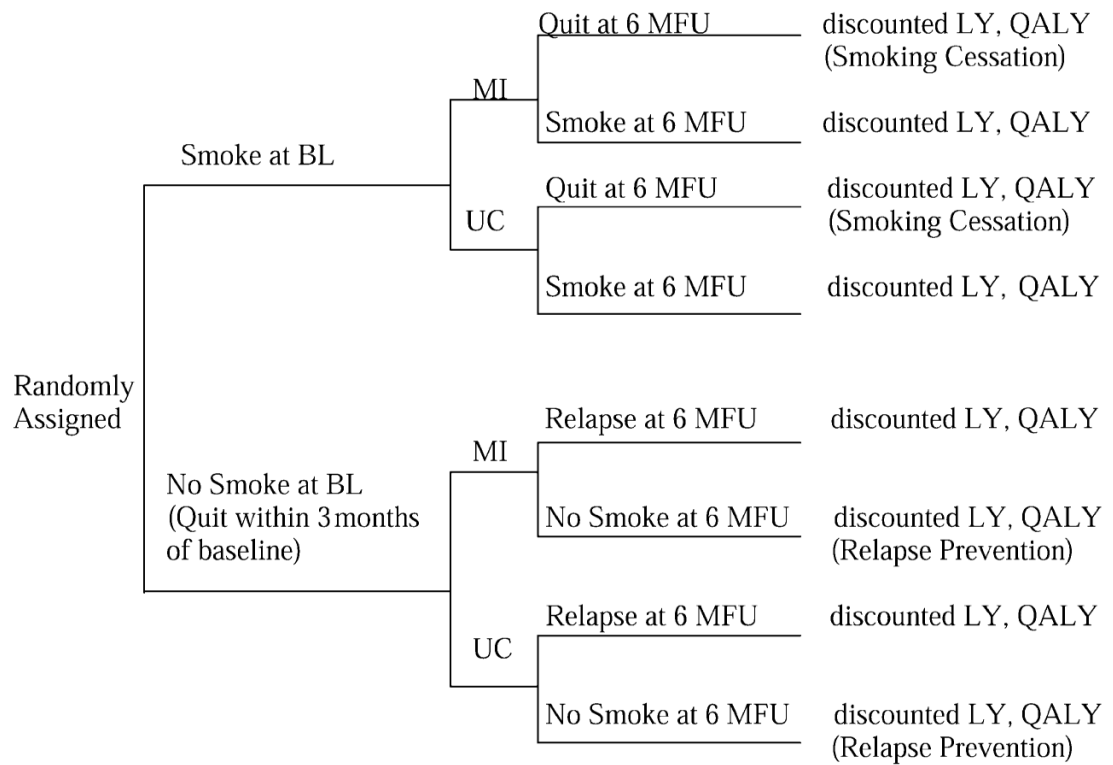 Quit at 6 MFU discounted LY, QALY
(Smoking Cessation)
MI
Smoke at 6 MFU discounted LY, QALY
Smoke at BL
Quit at 6 MFU discounted LY, QALY
(Smoking Cessation)
UC
Smoke at 6 MFU discounted LY, QALY
Randomly
Assigned
Relapse at 6 MFU discounted LY, QALY
MI
No Smoke at BL
(Quit within 3 months
of baseline)
No Smoke at 6 MFU discounted LY, QALY
(Relapse Prevention)
Relapse at 6 MFU discounted LY, QALY
UC
No Smoke at 6 MFU discounted LY, QALY
(Relapse Prevention)